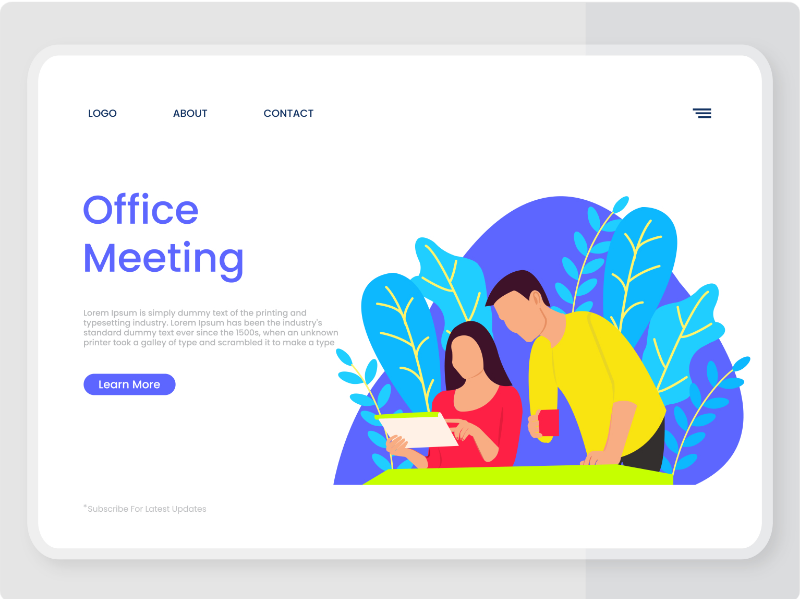 LOGO ABOUT CONTACT
Office
Meeting
Lorem Ipsum is simply dummy text of the printing and
typesetting industry. Lorem Ipsum has been the industry's
standard dummy text ever since the 1500s, when an unknown
printer took a galley of type and scrambled it to make a type
Learn More
*Subscribe For Latest Updates